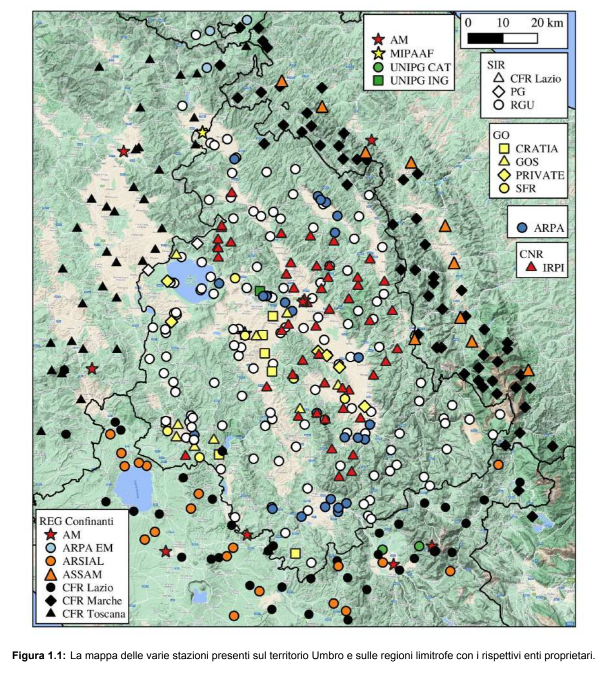 0 10 20 km
AM
MIPAAF
UNIPG CAT
UNIPG ING
SIR
CFR Lazio
PG
RGU
GO
CRATIA
GOS
PRIVATE
SFR
ARPA
CNR
IRPI
REG Confinanti
AM
ARPA EM
ARSIAL
ASSAM
CFR Lazio
CFR Marche
CFR Toscana
Figura 1.1: La mappa delle varie stazioni presenti sul territorio Umbro e sulle regioni limitrofe con i rispettivi enti proprietari.